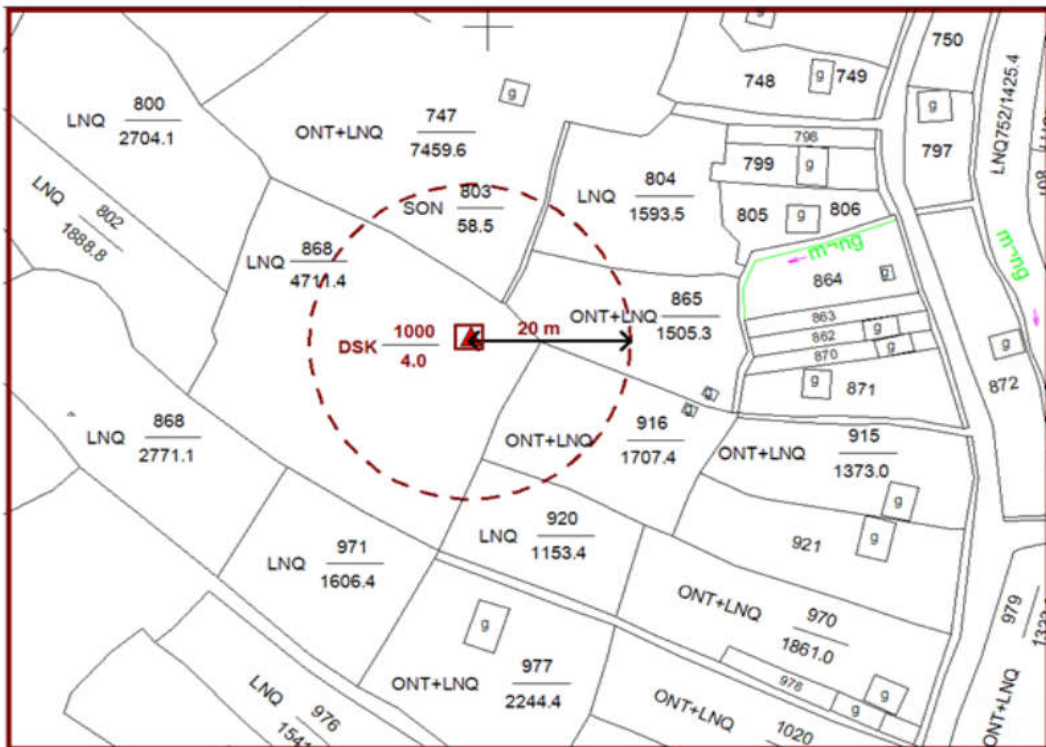 g
750
748
g
749
LNQ 800
2704.1
ONT+LNQ 747
7459.6
g
g
797
LNQ752/1425.4
798
799
g
LNQ 802
1888.8
SON 803
58.5
LNQ 804
1593.5
805
g
806
801
LNQ 868
4711.4
m¬ng
m¬ng
864
g
ONT+LNQ 865
1505.3
863
862
g
870
g
DSK 1000
4.0
20 m
g
871
g
872
LNQ 868
2771.1
ONT+LNQ 916
1707.4
g
g
ONT+LNQ 915
1373.0
g
LNQ 971
1606.4
LNQ 920
1153.4
921
g
ONT+LNQ 970
1861.0
ONT+LNQ 979
g
ONT+LNQ 977
2244.4
978
g
g
LNQ 976
ONT+LNQ 1020